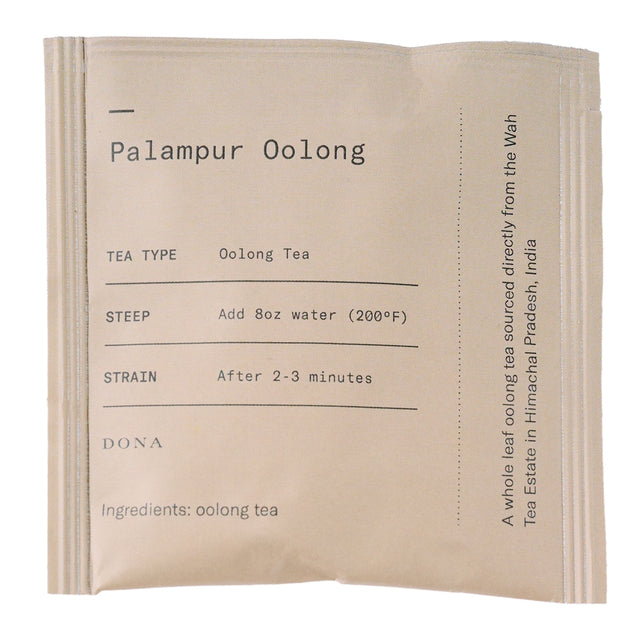 Palampur Oolong
TEA TYPE Oolong Tea
STEEP Add 8oz water (200ºF)
STRAIN After 2-3 minutes
DONA
Ingredients: oolong tea
A whole leaf oolong tea sourced directly from the Wah
Tea Estate in Himachal Pradesh, India